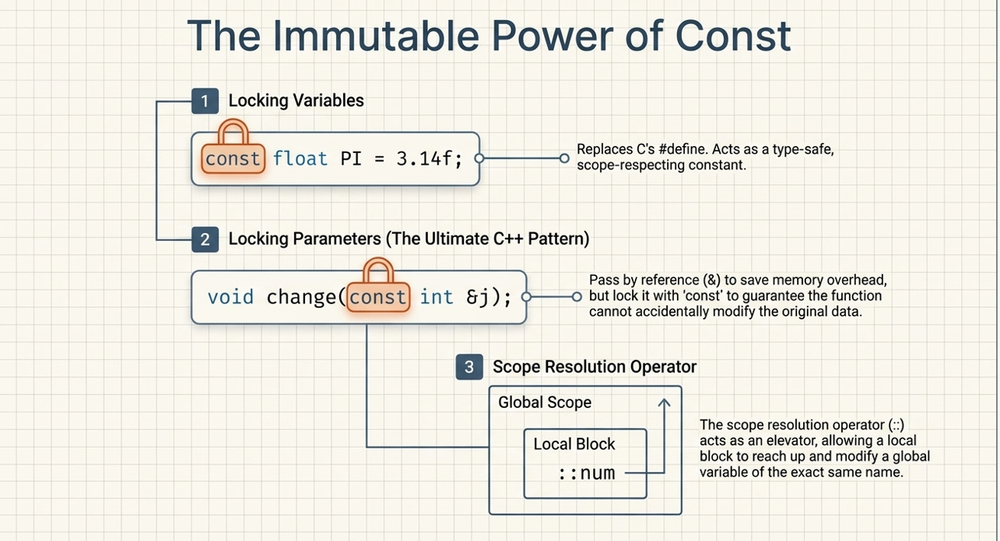 The Immutable Power of Const
1 Locking Variables
const float PI = 3.14f;
Replaces C's #define. Acts as a type-safe,
scope-respecting constant.
2 Locking Parameters (The Ultimate C++ Pattern)
void change(const int &j);
Pass by reference (&) to save memory overhead,
but lock it with 'const' to guarantee the function
cannot accidentally modify the original data.
3 Scope Resolution Operator
Global Scope
Local Block
::num
The scope resolution operator (::)
acts as an elevator, allowing a local
block to reach up and modify a global
variable of the exact same name.